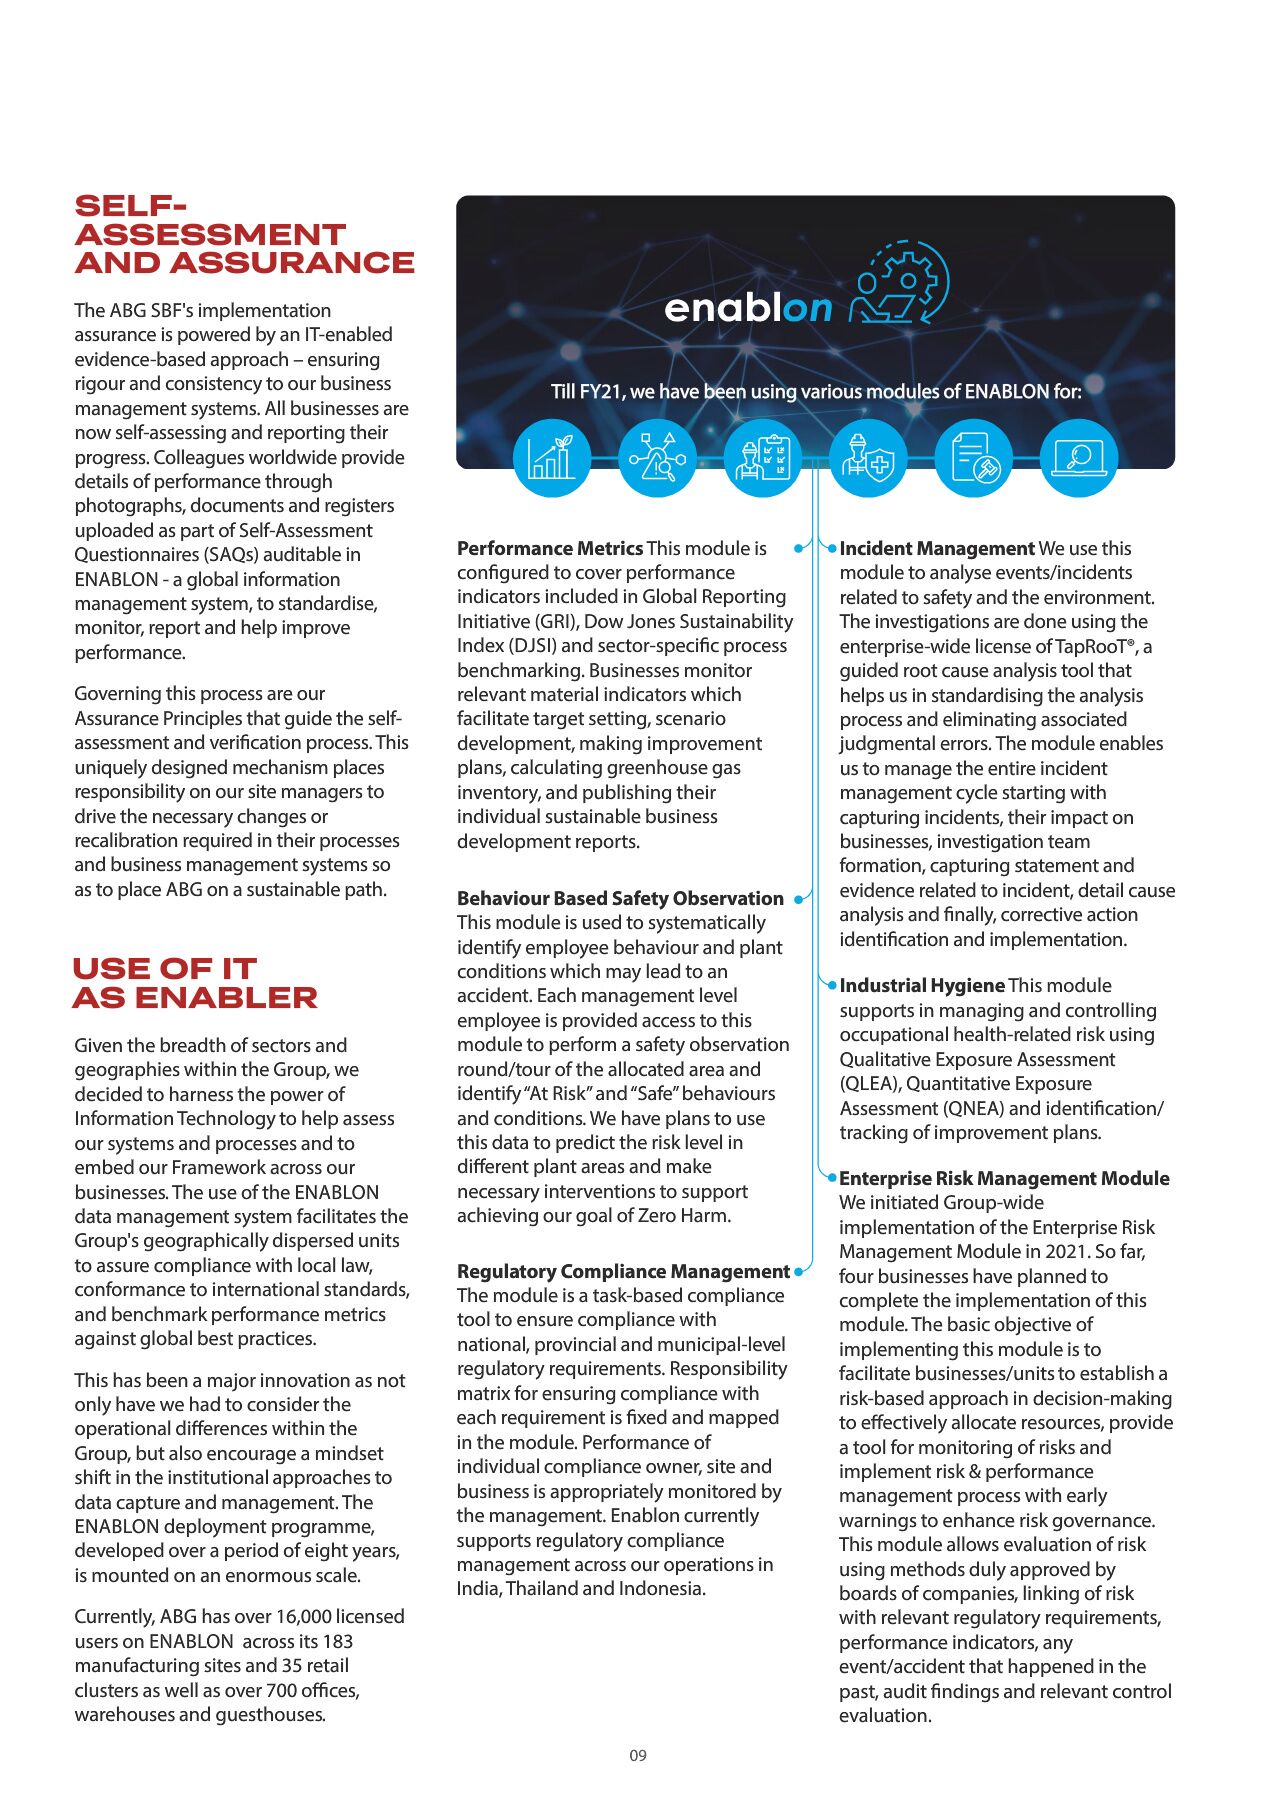 SELF-
ASSESSMENT
AND ASSURANCE
The ABG SBF's implementation
assurance is powered by an IT-enabled
evidence-based approach – ensuring
rigour and consistency to our business
management systems. All businesses are
now self-assessing and reporting their
progress. Colleagues worldwide provide
details of performance through
photographs, documents and registers
uploaded as part of Self-Assessment
Questionnaires (SAQs) auditable in
ENABLON - a global information
management system, to standardise,
monitor, report and help improve
performance.
Governing this process are our
Assurance Principles that guide the self-
assessment and verification process. This
uniquely designed mechanism places
responsibility on our site managers to
drive the necessary changes or
recalibration required in their processes
and business management systems so
as to place ABG on a sustainable path.
USE OF IT
AS ENABLER
Given the breadth of sectors and
geographies within the Group, we
decided to harness the power of
Information Technology to help assess
our systems and processes and to
embed our Framework across our
businesses. The use of the ENABLON
data management system facilitates the
Group's geographically dispersed units
to assure compliance with local law,
conformance to international standards,
and benchmark performance metrics
against global best practices.
This has been a major innovation as not
only have we had to consider the
operational differences within the
Group, but also encourage a mindset
shift in the institutional approaches to
data capture and management. The
ENABLON deployment programme,
developed over a period of eight years,
is mounted on an enormous scale.
Currently, ABG has over 16,000 licensed
users on ENABLON across its 183
manufacturing sites and 35 retail
clusters as well as over 700 offices,
warehouses and guesthouses.
enablon
Till FY21, we have been using various modules of ENABLON for:
Performance Metrics This module is
configured to cover performance
indicators included in Global Reporting
Initiative (GRI), Dow Jones Sustainability
Index (DJSI) and sector-specific process
benchmarking. Businesses monitor
relevant material indicators which
facilitate target setting, scenario
development, making improvement
plans, calculating greenhouse gas
inventory, and publishing their
individual sustainable business
development reports.
Behaviour Based Safety Observation
This module is used to systematically
identify employee behaviour and plant
conditions which may lead to an
accident. Each management level
employee is provided access to this
module to perform a safety observation
round/tour of the allocated area and
identify “At Risk” and “Safe” behaviours
and conditions. We have plans to use
this data to predict the risk level in
different plant areas and make
necessary interventions to support
achieving our goal of Zero Harm.
Regulatory Compliance Management
The module is a task-based compliance
tool to ensure compliance with
national, provincial and municipal-level
regulatory requirements. Responsibility
matrix for ensuring compliance with
each requirement is fixed and mapped
in the module. Performance of
individual compliance owner, site and
business is appropriately monitored by
the management. Enablon currently
supports regulatory compliance
management across our operations in
India, Thailand and Indonesia.
Incident Management We use this
module to analyse events/incidents
related to safety and the environment.
The investigations are done using the
enterprise-wide license of TapRooT®, a
guided root cause analysis tool that
helps us in standardising the analysis
process and eliminating associated
judgmental errors. The module enables
us to manage the entire incident
management cycle starting with
capturing incidents, their impact on
businesses, investigation team
formation, capturing statement and
evidence related to incident, detail cause
analysis and finally, corrective action
identification and implementation.
Industrial Hygiene This module
supports in managing and controlling
occupational health-related risk using
Qualitative Exposure Assessment
(QLEA), Quantitative Exposure
Assessment (QNEA) and identification/
tracking of improvement plans.
Enterprise Risk Management Module
We initiated Group-wide
implementation of the Enterprise Risk
Management Module in 2021. So far,
four businesses have planned to
complete the implementation of this
module. The basic objective of
implementing this module is to
facilitate businesses/units to establish a
risk-based approach in decision-making
to effectively allocate resources, provide
a tool for monitoring of risks and
implement risk & performance
management process with early
warnings to enhance risk governance.
This module allows evaluation of risk
using methods duly approved by
boards of companies, linking of risk
with relevant regulatory requirements,
performance indicators, any
event/accident that happened in the
past, audit findings and relevant control
evaluation.
09